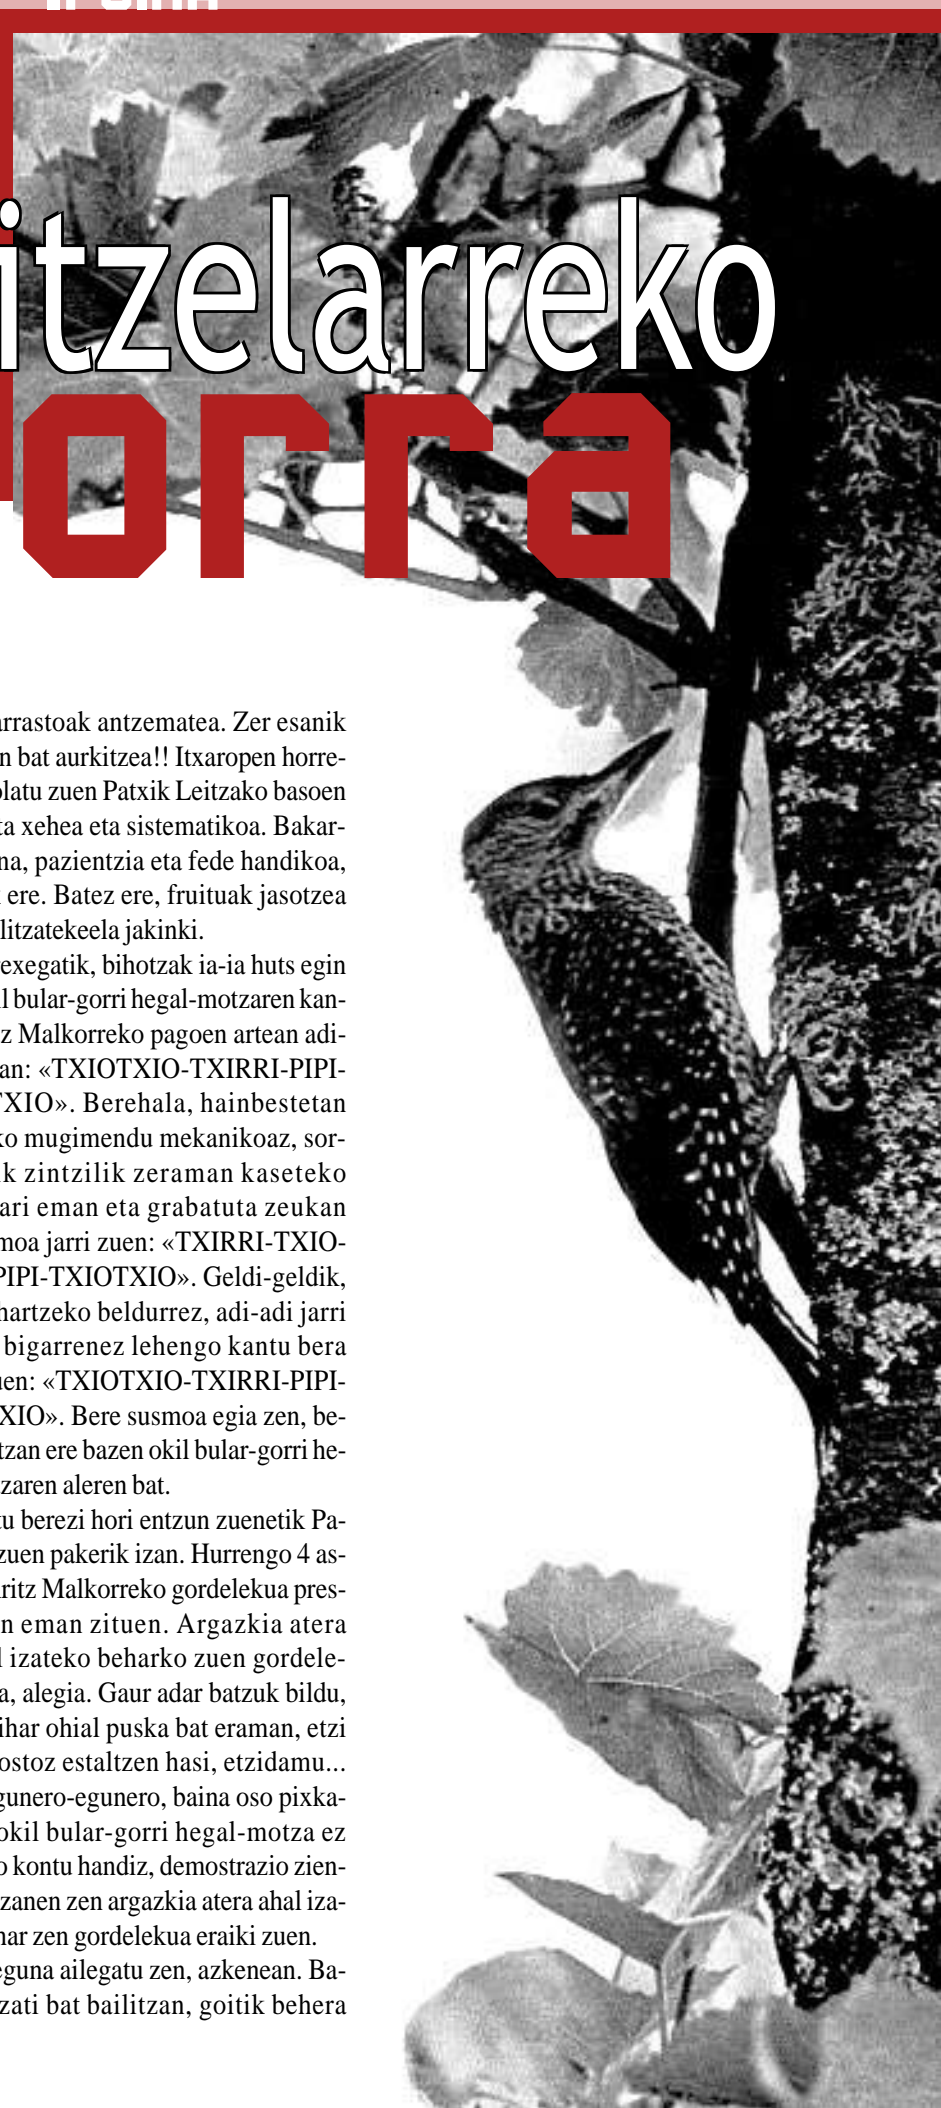 itzelarreko
orra
arrastoak antzematea. Zer esanik
n bat aurkitzea!! Itxaropen horre-
olatu zuen Patxik Leitzako basoen
ta xehea eta sistematikoa. Bakar-
na, pazientzia eta fede handikoa,
ere. Batez ere, fruituak jasotzea
litzatekeela jakinki.
exegatik, bihotzak ia-ia huts egin
il bular-gorri hegal-motzaren kan-
z Malkorreko pagoen artean adi-
an: «TXIOTXIO-TXIRRI-PIPI-
TXIO». Berehala, hainbestetan
ko mugimendu mekanikoaz, sor-
ik zintzilik zeraman kaseteko
ari eman eta grabatuta zeukan
moa jarri zuen: «TXIRRI-TXIO-
PIPI-TXIOTXIO». Geldi-geldik,
hartzeko beldurrez, adi-adi jarri
bigarrenez lehengo kantu bera
uen: «TXIOTXIO-TXIRRI-PIPI-
XIO». Bere susmoa egia zen, be-
tzan ere bazen okil bular-gorri he-
zaren aleren bat.
tu berezi hori entzun zuenetik Pa-
zuen pakerik izan. Hurrengo 4 as-
ritz Malkorreko gordelekua pres-
n eman zituen. Argazkia atera
l izateko beharko zuen gordele-
a, alegia. Gaur adar batzuk bildu,
ihar ohial puska bat eraman, etzi
ostoz estaltzen hasi, etzidamu...
gunero-egunero, baina oso pixka-
okil bular-gorri hegal-motza ez
o kontu handiz, demostrazio zien-
zanen zen argazkia atera ahal iza-
har zen gordelekua eraiki zuen.
eguna ailegatu zen, azkenean. Ba-
zati bat bailitzan, goitik behera